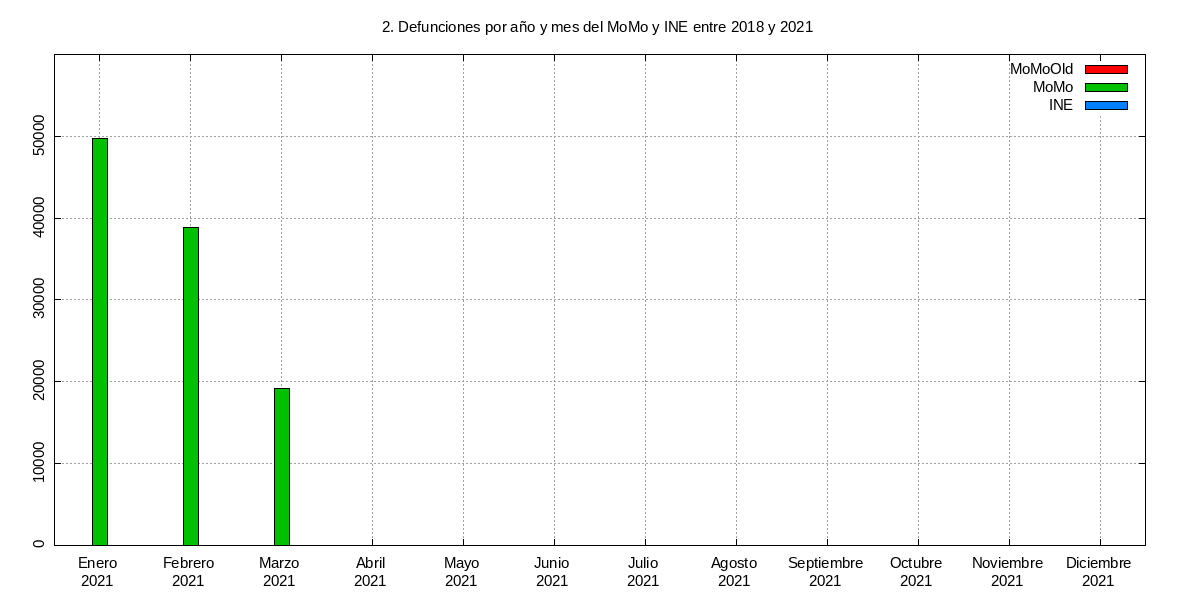 2. Defunciones por año y mes del MoMo y INE entre 2018 y 2021
MoMoOld
MoMo
INE
50000
40000
30000
20000
10000
0
Enero Febrero Marzo Abril Mayo Junio Julio Agosto Septiembre Octubre Noviembre Diciembre
2021 2021 2021 2021 2021 2021 2021 2021 2021 2021 2021 2021